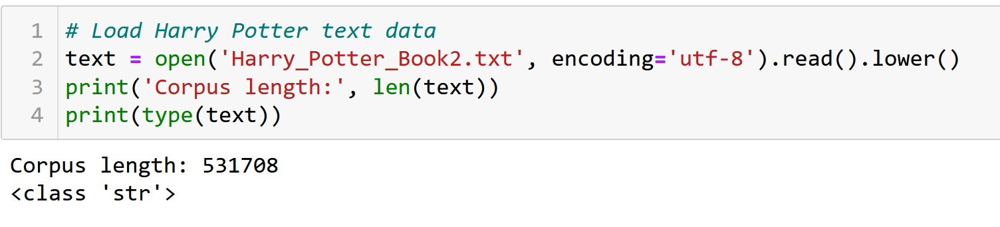 1 # Load Harry Potter text data
2 text = open('Harry_Potter_Book2.txt', encoding='utf-8').read().lower()
3 print('Corpus length:', len(text))
4 print(type(text))
Corpus length: 531708
<class 'str'>